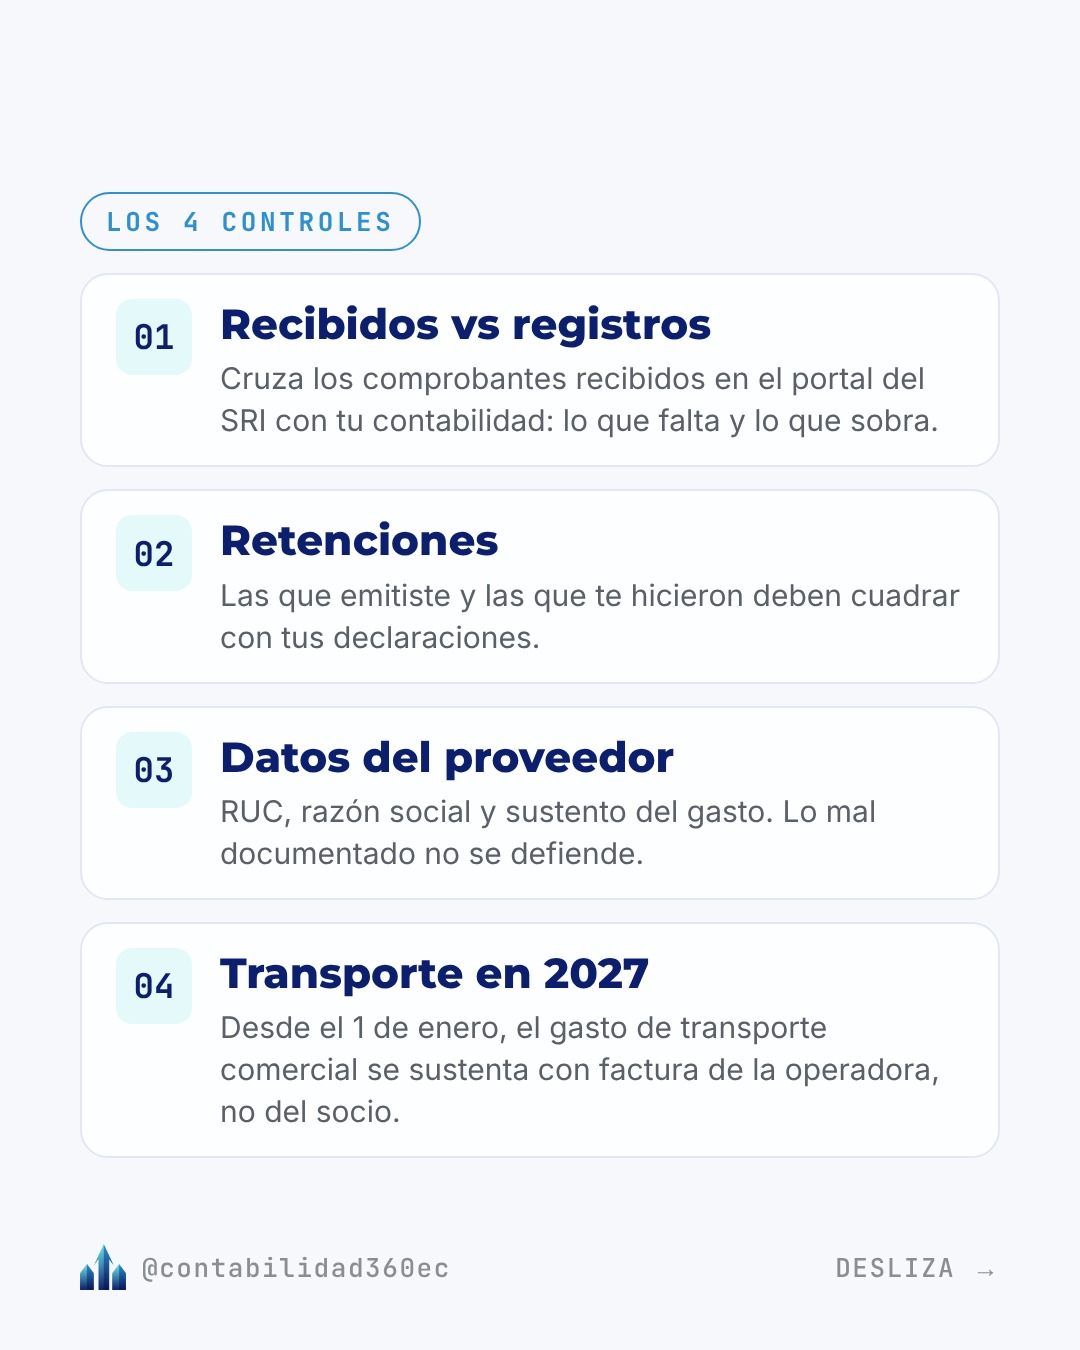 LOS 4 CONTROLES
01
Recibidos vs registros
Cruza los comprobantes recibidos en el portal del
SRI con tu contabilidad: lo que falta y lo que sobra.
02
Retenciones
Las que emitiste y las que te hicieron deben cuadrar
con tus declaraciones.
03
Datos del proveedor
RUC, razón social y sustento del gasto. Lo mal
documentado no se defiende.
04
Transporte en 2027
Desde el 1 de enero, el gasto de transporte
comercial se sustenta con factura de la operadora,
no del socio.
@contabilidad360ec
DESLIZA →